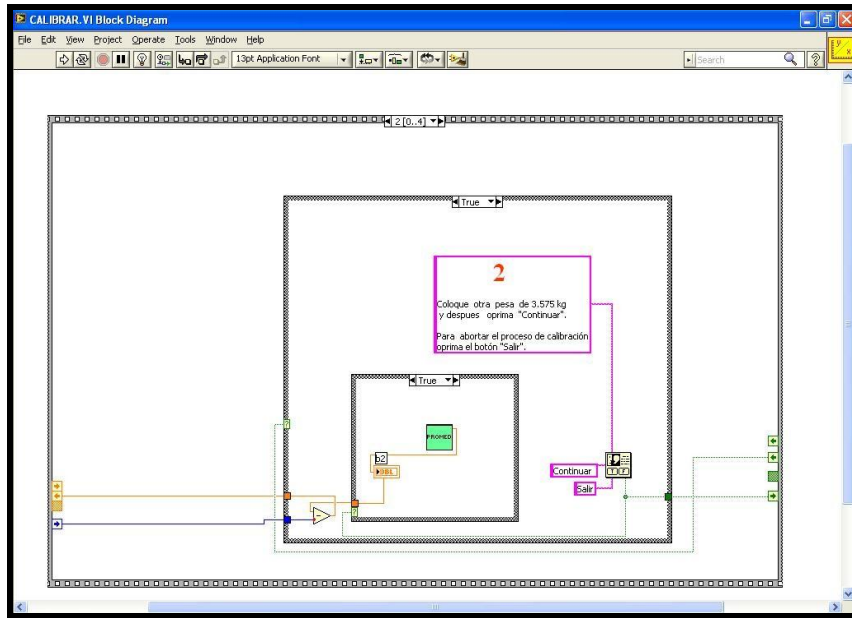 CALIBRAR.VI Block Diagram
File Edit View Project Operate Tools Window Help
13pt Application Font
Search
2 [0..4]
True
2
Coloque otra pesa de 3.575 kg
y despues oprima "Continuar".
Para abortar el proceso de calibración
oprima el botón "Salir".
True
PROMED
b2
DBL
Continuar
Salir